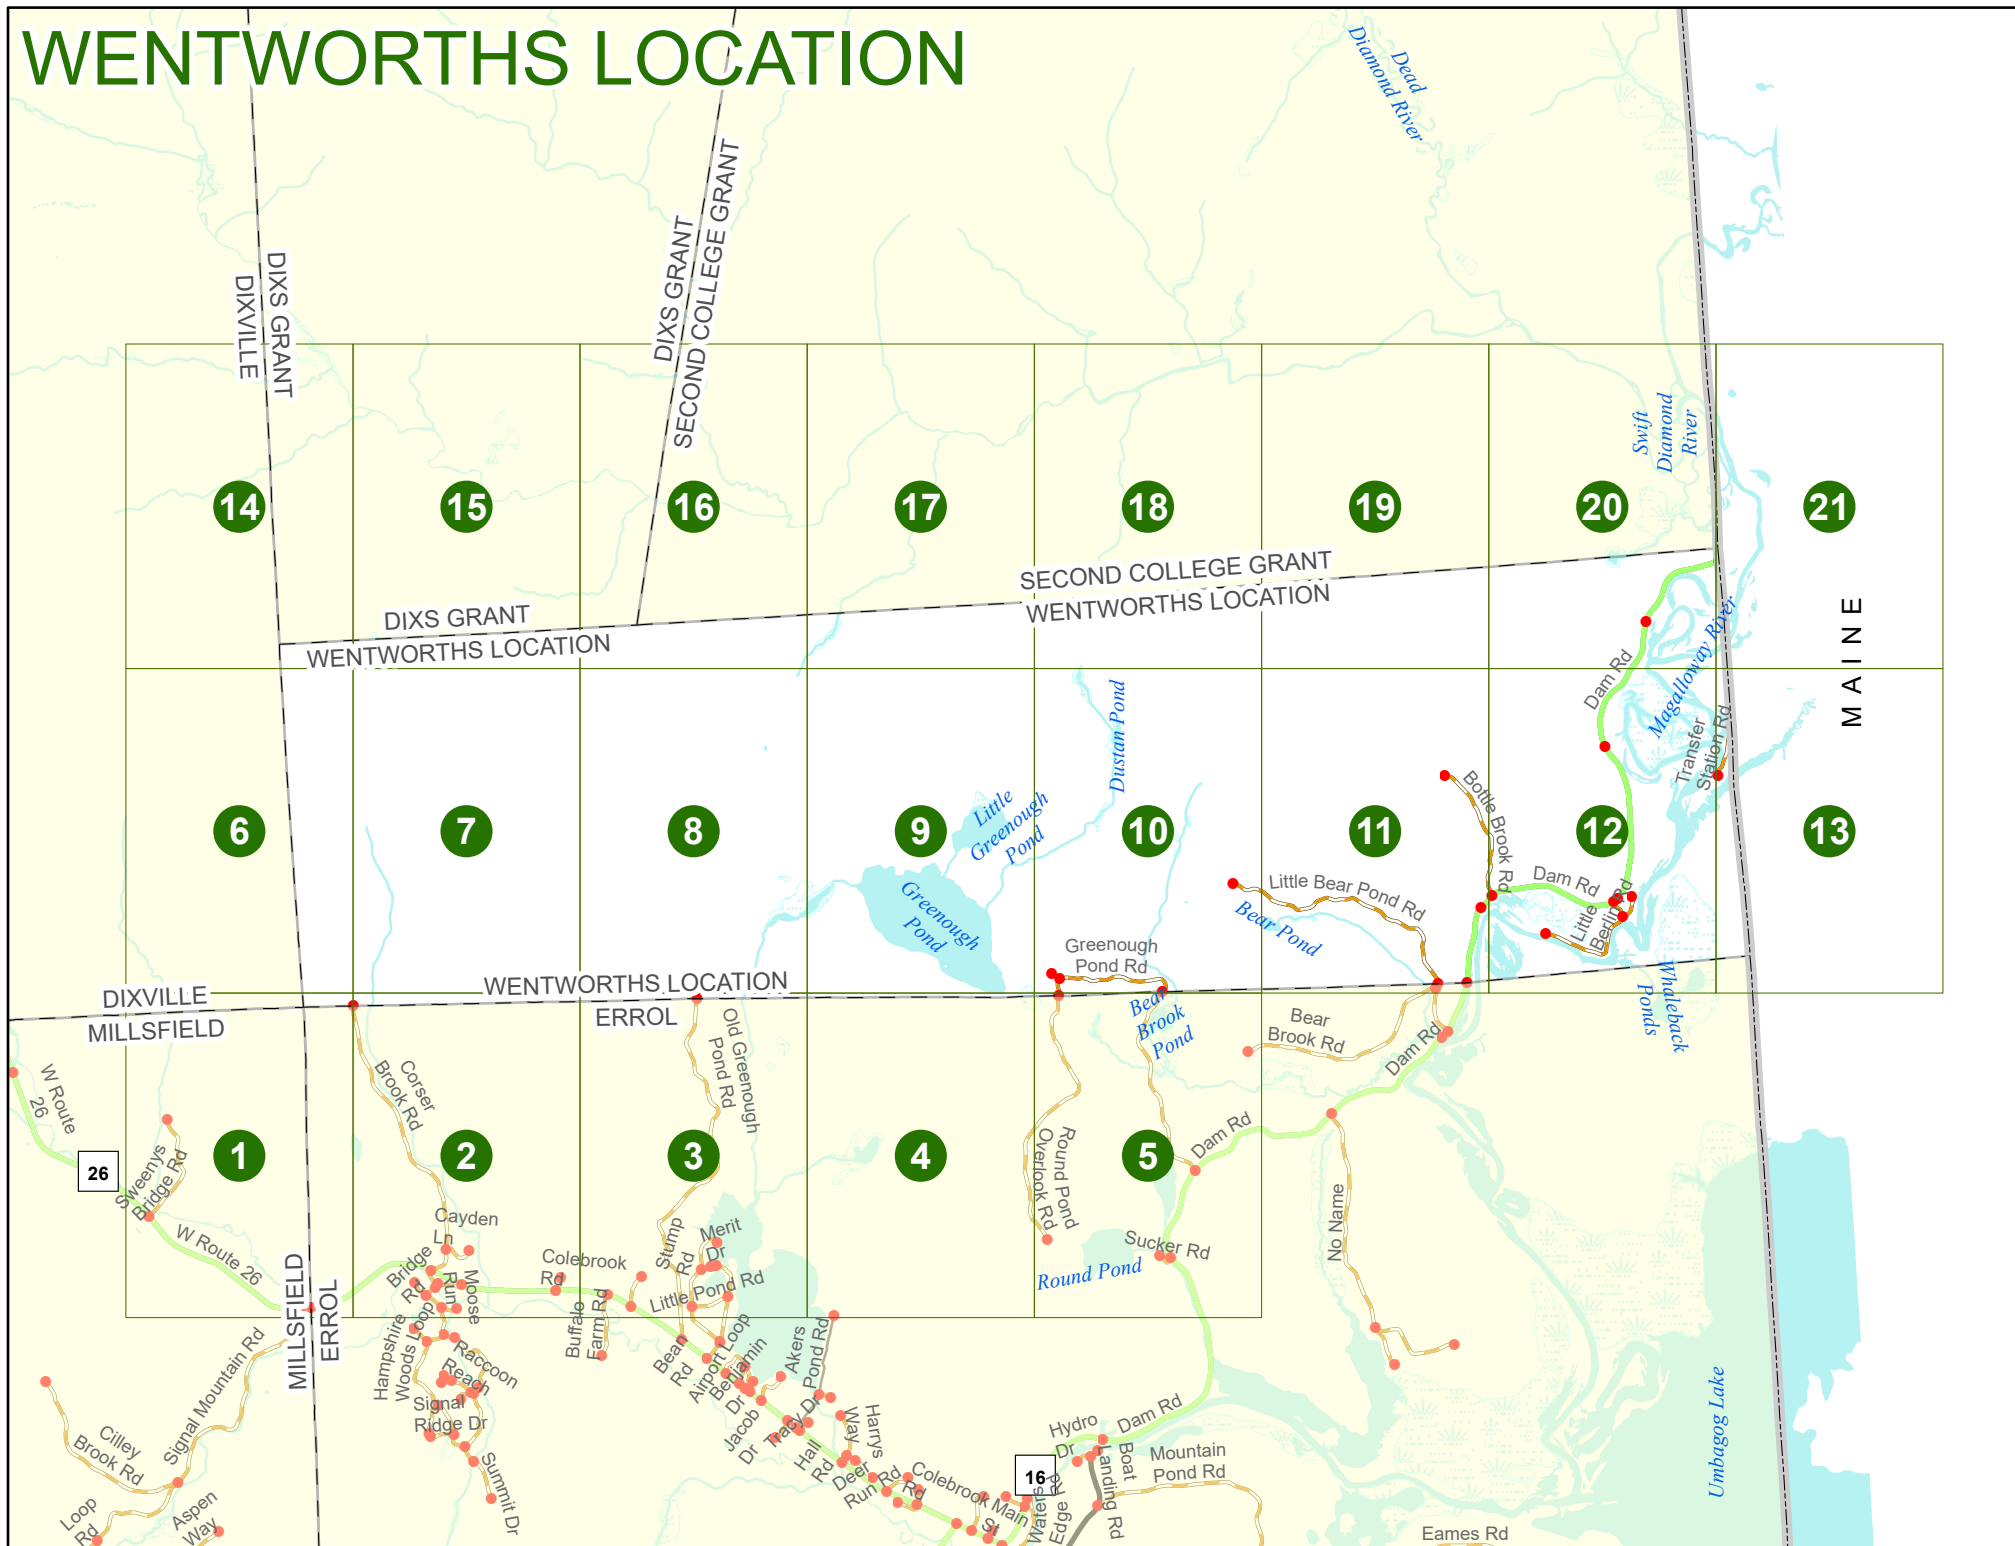 WENTWORTHS LOCATION
Dead
Diamond River
DIXS GRANT
DIXVILLE
DIXS GRANT
SECOND COLLEGE GRANT
Swift
Diamond
River
14
15
16
17
18
19
20
21
SECOND COLLEGE GRANT
WENTWORTHS LOCATION
DIXS GRANT
WENTWORTHS LOCATION
MAINE
Dam Rd
Magalloway River
Transfer
Station Rd
Dustan Pond
Little
Greenough
Pond
Bottle Brook Rd
6
7
8
9
10
11
12
13
Greenough
Pond
Little Bear Pond Rd
Bear Pond
Dam Rd
Little
Berlin Rd
Greenough
Pond Rd
WENTWORTHS LOCATION
ERROL
DIXVILLE
MILLSFIELD
Whaleback
Ponds
Bear
Brook
Pond
Bear
Brook Rd
Dam Rd
Old Greenough
Pond Rd
Corser
Brook Rd
W Route
26
26
Sweenys
Bridge Rd
1
2
3
4
5
Round Pond
Overlook Rd
Dam Rd
No Name
W Route 26
Cayden
Ln
Bridge
Rd
Run
Moose
Colebrook
Rd
Stump
Rd
Merit
Dr
Little Pond Rd
Sucker Rd
Round Pond
MILLSFIELD
ERROL
Buffalo
Farm Rd
Hampshire
Woods Loop
Bean
Rd
Airport Loop
Benjamin
Dr
Akers
Pond Rd
Raccoon
Reach
Signal
Ridge Dr
Signal Mountain Rd
Cilley
Brook Rd
Jacob
Dr
Tracy Dr
Hall
Rd
Harrys
Way
Deer
Run Rd
Rd
Colebrook
Main
St
16
Waters
Edge Rd
Hydro
Dr
Dam Rd
Boat
Landing Rd
Mountain
Pond Rd
Umbagog Lake
Summit Dr
Loop
Rd
Aspen
Way
Eames Rd